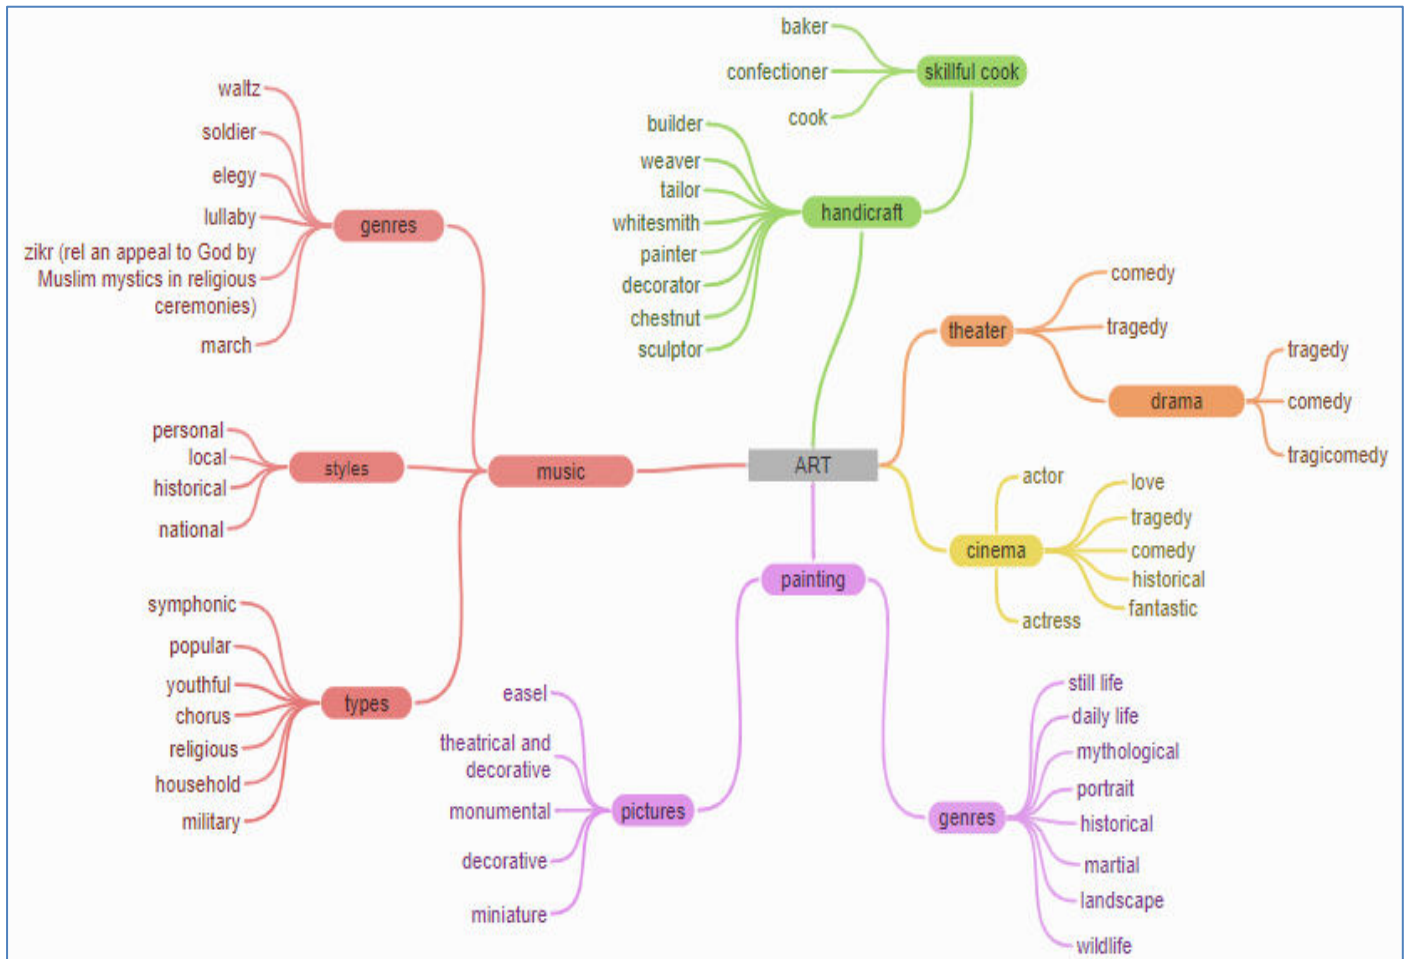 baker
confectioner
cook
skillful cook
builder
weaver
tailor
whitesmith
painter
decorator
chestnut
sculptor
handicraft
waltz
soldier
elegy
lullaby
zikr (rel an appeal to God by
Muslim mystics in religious
ceremonies)
march
genres
personal
local
historical
national
styles
music
symphonic
popular
youthful
chorus
religious
household
military
types
ART
theater
comedy
tragedy
drama
tragedy
comedy
tragicomedy
cinema
actor
actress
love
tragedy
comedy
historical
fantastic
painting
easel
theatrical and
decorative
monumental
decorative
miniature
pictures
genres
still life
daily life
mythological
portrait
historical
martial
landscape
wildlife